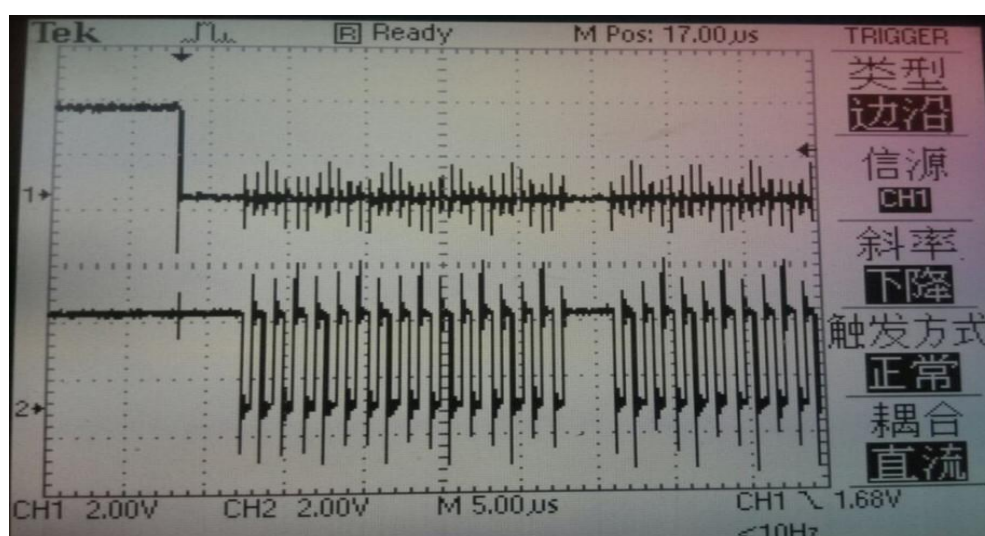 Tek R Ready M Pos: 17.00µs TRIGGER
类型
边沿
信源
CH1
斜率
下降
触发方式
正常
耦合
直流
1
2
CH1 2.00V CH2 2.00V M 5.00µs CH1 1.68V
<10Hz